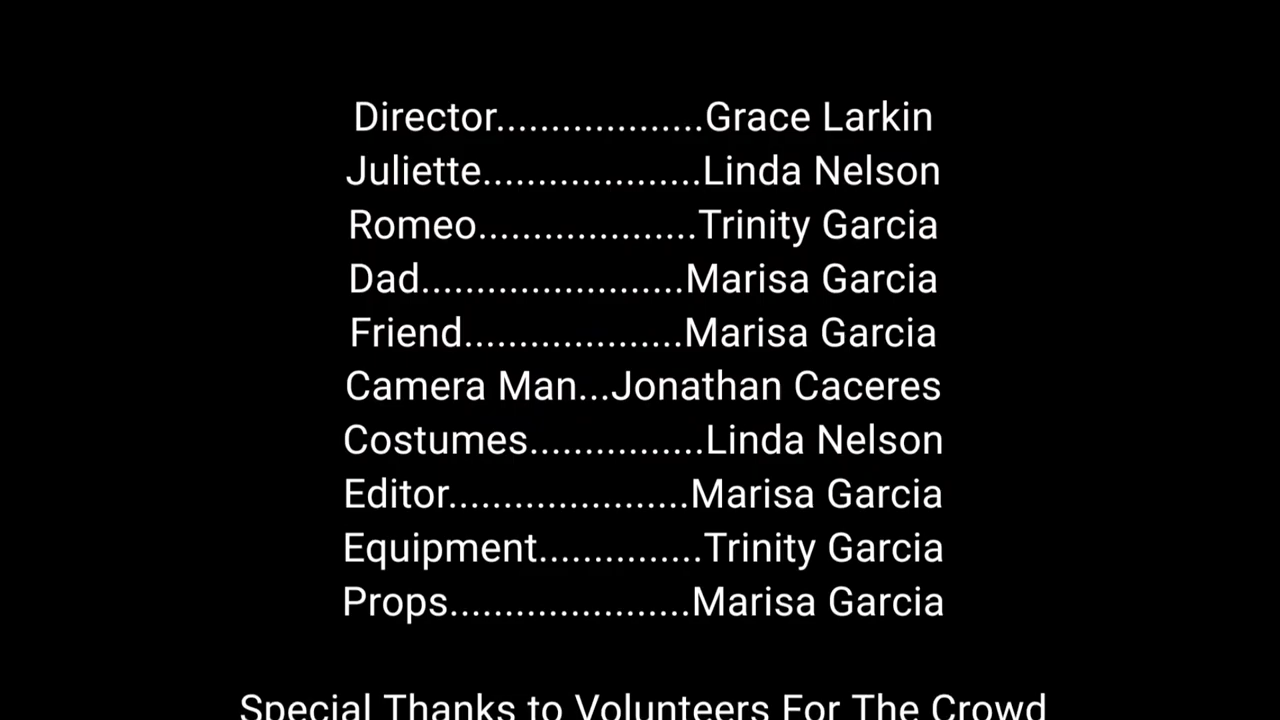 Director...................Grace Larkin
Juliette....................Linda Nelson
Romeo....................Trinity Garcia
Dad........................Marisa Garcia
Friend....................Marisa Garcia
Camera Man...Jonathan Caceres
Costumes................Linda Nelson
Editor......................Marisa Garcia
Equipment...............Trinity Garcia
Props......................Marisa Garcia
Special Thanks to Volunteers For The Crowd